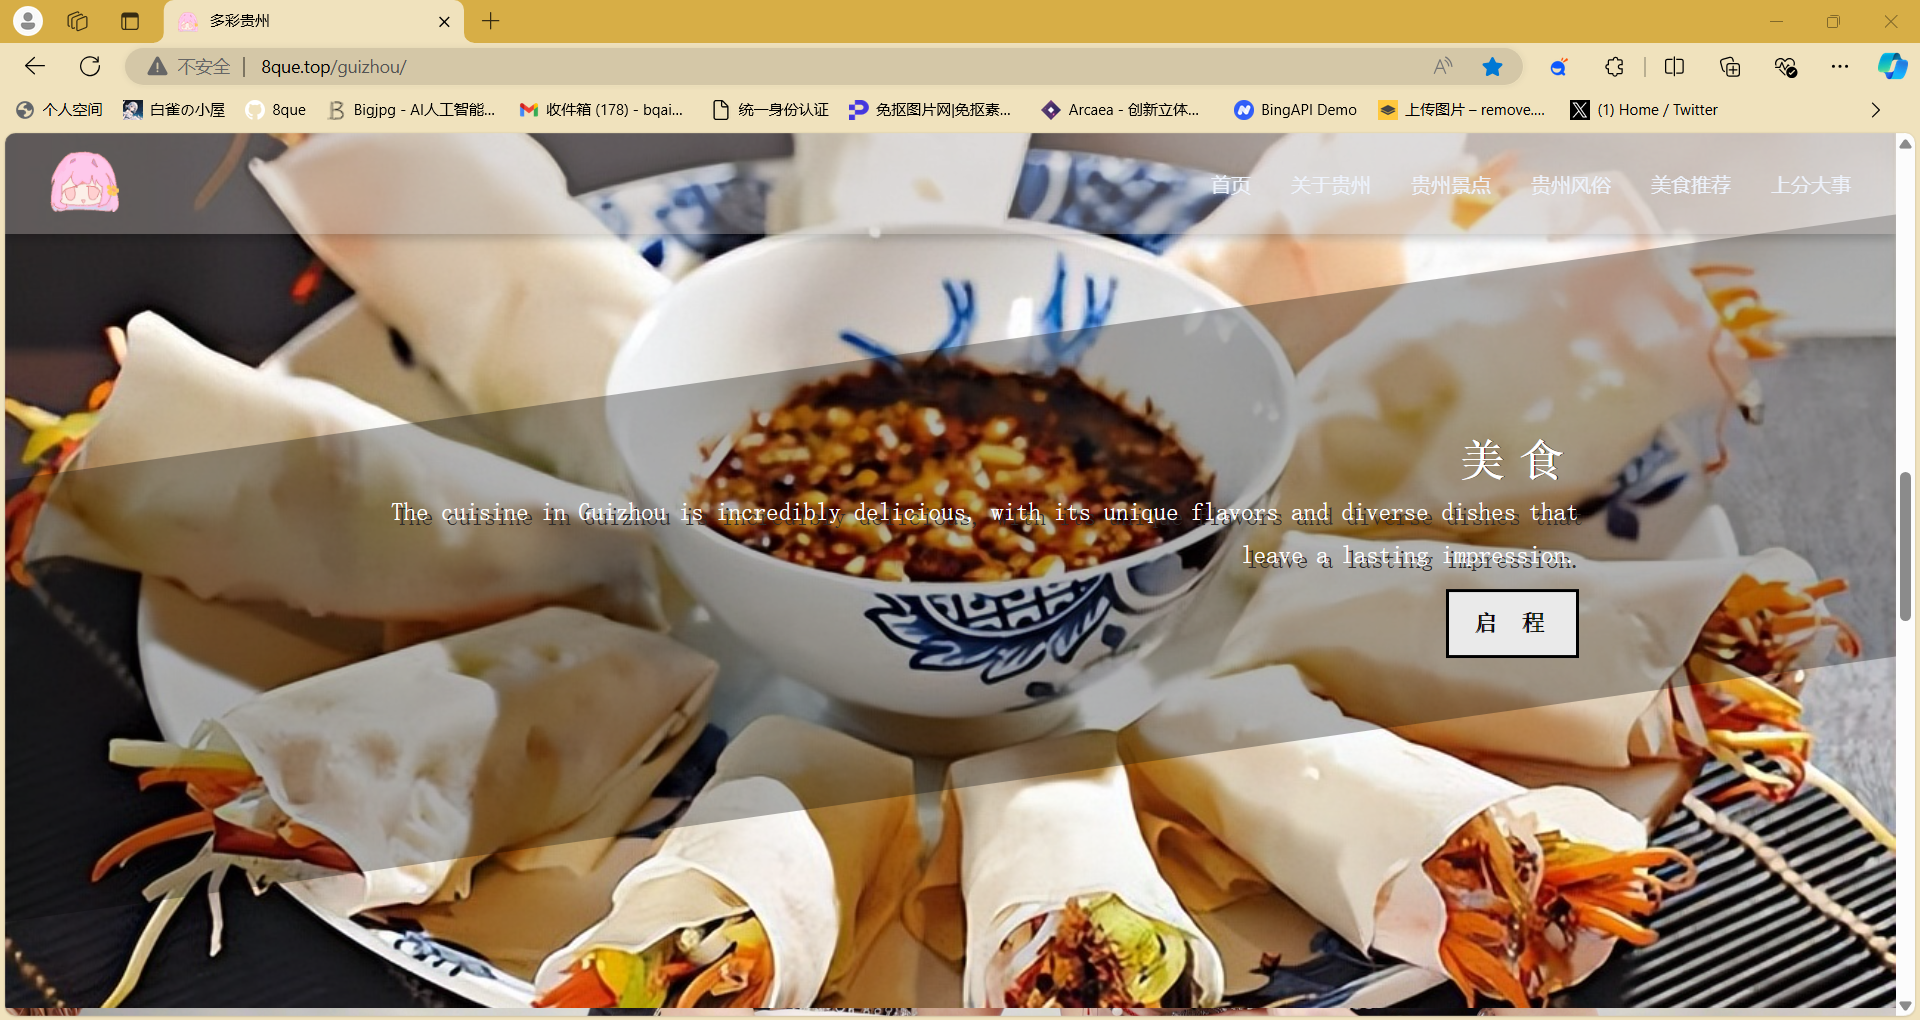 多彩贵州
不安全 8que.top/guizhou/
个人空间 白雀の小屋 8que Bigjpg - AI人工智能... 收件箱 (178) - bqai... 统一身份认证 免抠图片网|免抠素... Arcaea - 创新立体... BingAPI Demo 上传图片 – remove.... (1) Home / Twitter
首页 关于贵州 贵州景点 贵州风俗 美食推荐 上分大事
美食
The cuisine in Guizhou is incredibly delicious, with its unique flavors and diverse dishes that
leave a lasting impression.
启 程